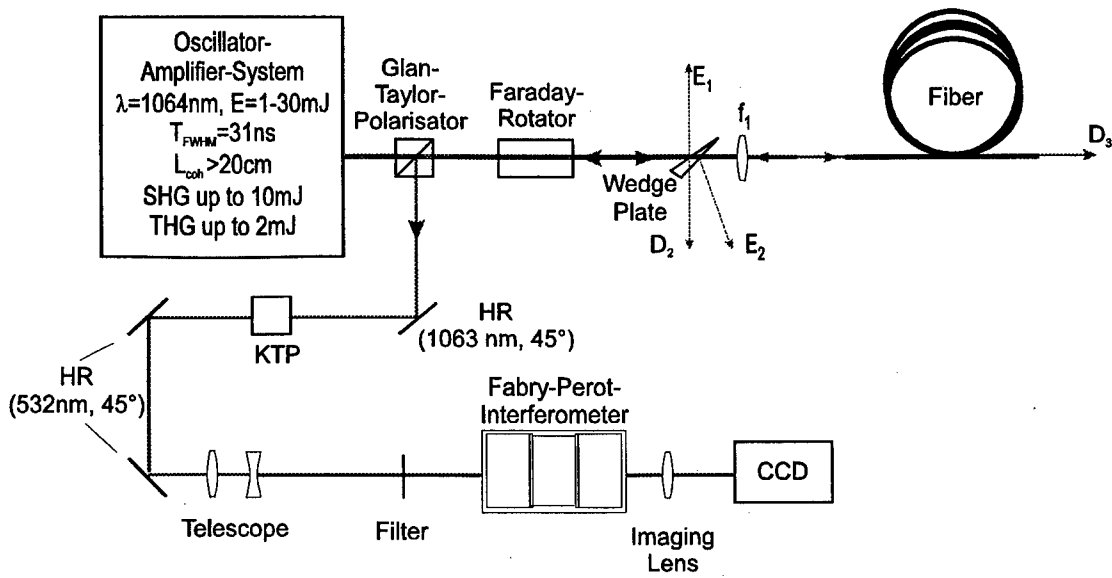 Oscillator-
Amplifier-System
λ=1064nm, E=1-30mJ
T_FWHM=31ns
L_coh>20cm
SHG up to 10mJ
THG up to 2mJ
Glan-
Taylor-
Polarisator
Faraday-
Rotator
E₁
f₁
Fiber
D₃
Wedge
Plate
D₂
E₂
HR
(1063 nm, 45°)
KTP
HR
(532nm, 45°)
Fabry-Perot-
Interferometer
CCD
Telescope
Filter
Imaging
Lens